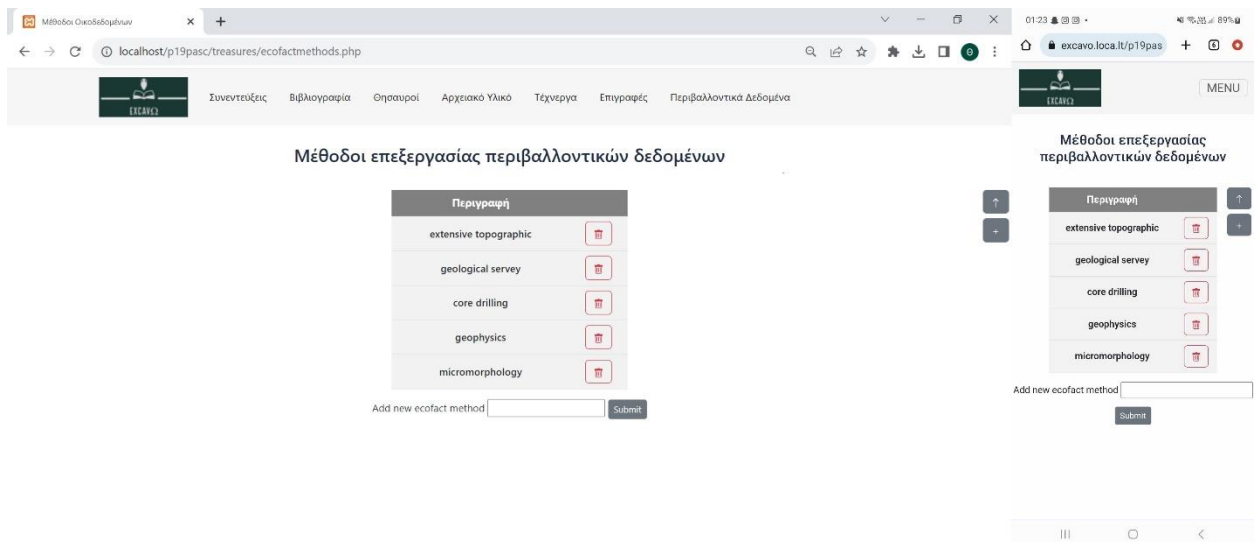 Μέθοδοι Οικοδεδομένων
localhost/p19pasc/treasures/ecofactmethods.php
EXCAVΩ
Συνεντεύξεις Βιβλιογραφία Θησαυροί Αρχειακό Υλικό Τέχνεργα Επιγραφές Περιβαλλοντικά Δεδομένα
Μέθοδοι επεξεργασίας περιβαλλοντικών δεδομένων
Περιγραφή
extensive topographic
geological servey
core drilling
geophysics
micromorphology
Add new ecofact method Submit
01:23 89%
excavo.loca.lt/p19pas 6
EXCAVΩ MENU
Μέθοδοι επεξεργασίας
περιβαλλοντικών δεδομένων
Περιγραφή
extensive topographic
geological servey
core drilling
geophysics
micromorphology
Add new ecofact method
Submit